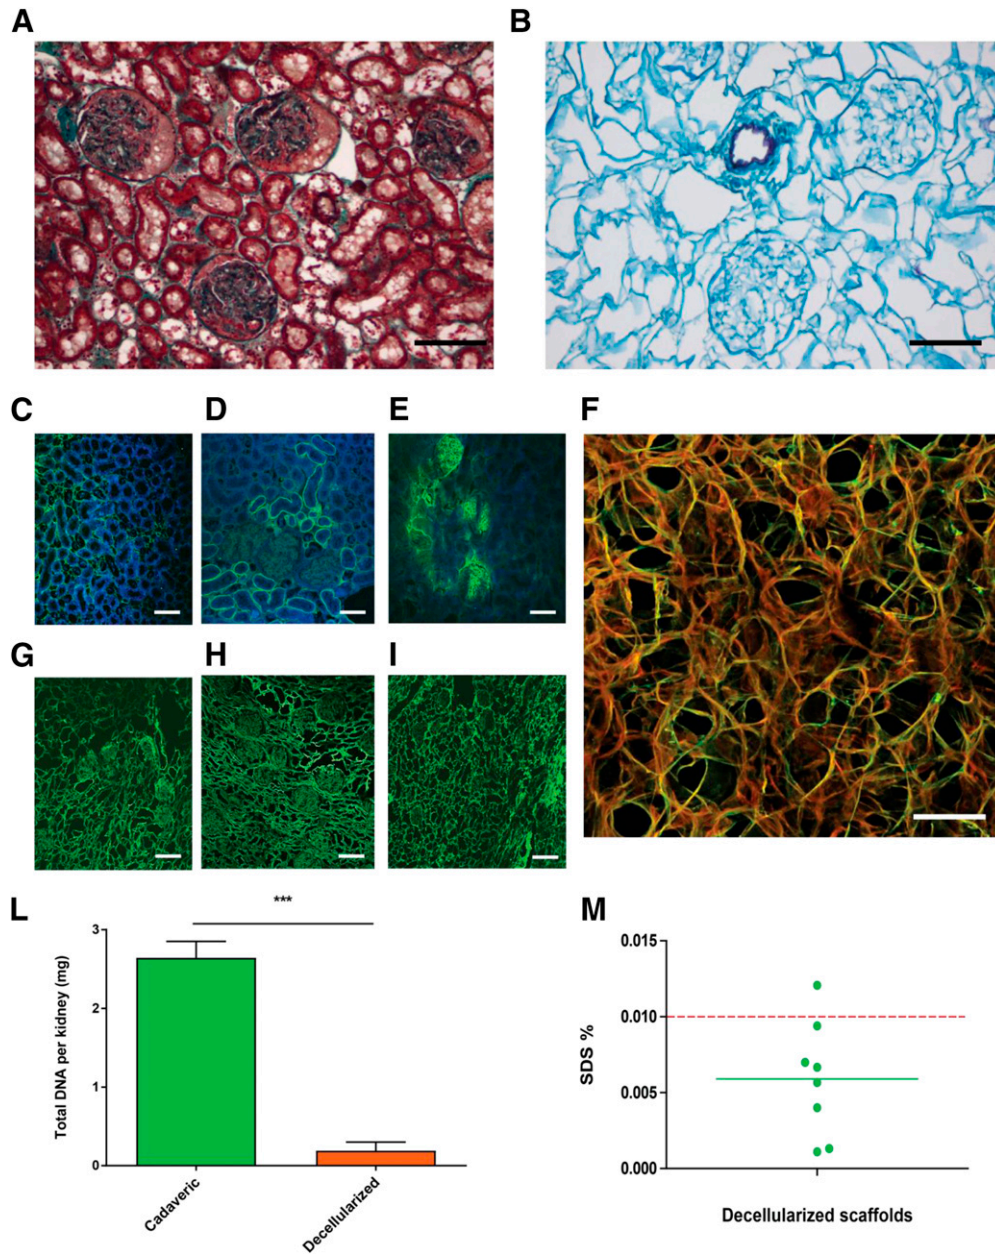 A
B
C
D
E
F
G
H
I
L
***
Total DNA per kidney (mg)
3
2
1
0
Cadaveric
Decellularized
M
SDS %
0.015
0.010
0.005
0.000
Decellularized scaffolds